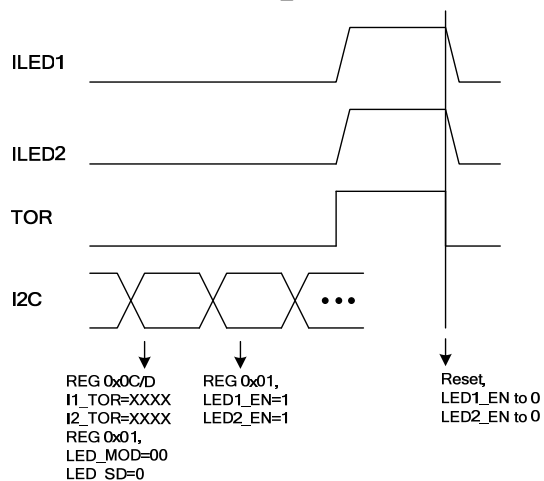 ILED1
ILED2
TOR
I2C
REG 0x0C/D
I1_TOR=XXXX
I2_TOR=XXXX
REG 0x01,
LED_MOD=00
LED_SD=0
REG 0x01,
LED1_EN=1
LED2_EN=1
Reset,
LED1_EN to 0
LED2_EN to 0